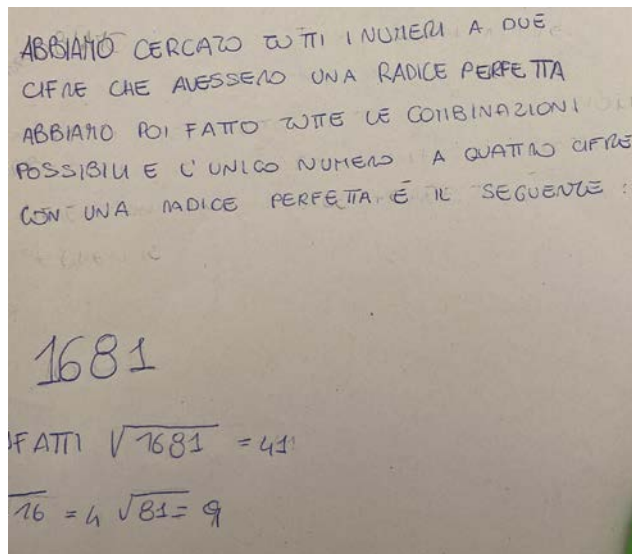 ABBIAMO CERCATO TUTTI I NUMERI A DUE
CIFRE CHE AVESSERO UNA RADICE PERFETTA
ABBIAMO POI FATTO TUTTE LE COMBINAZIONI
POSSIBILI E L'UNICO NUMERO A QUATTRO CIFRE
CON UNA RADICE PERFETTA É IL SEGUENTE :
1681
FATTI √1681 = 41
√16 = 4 √81 = 9